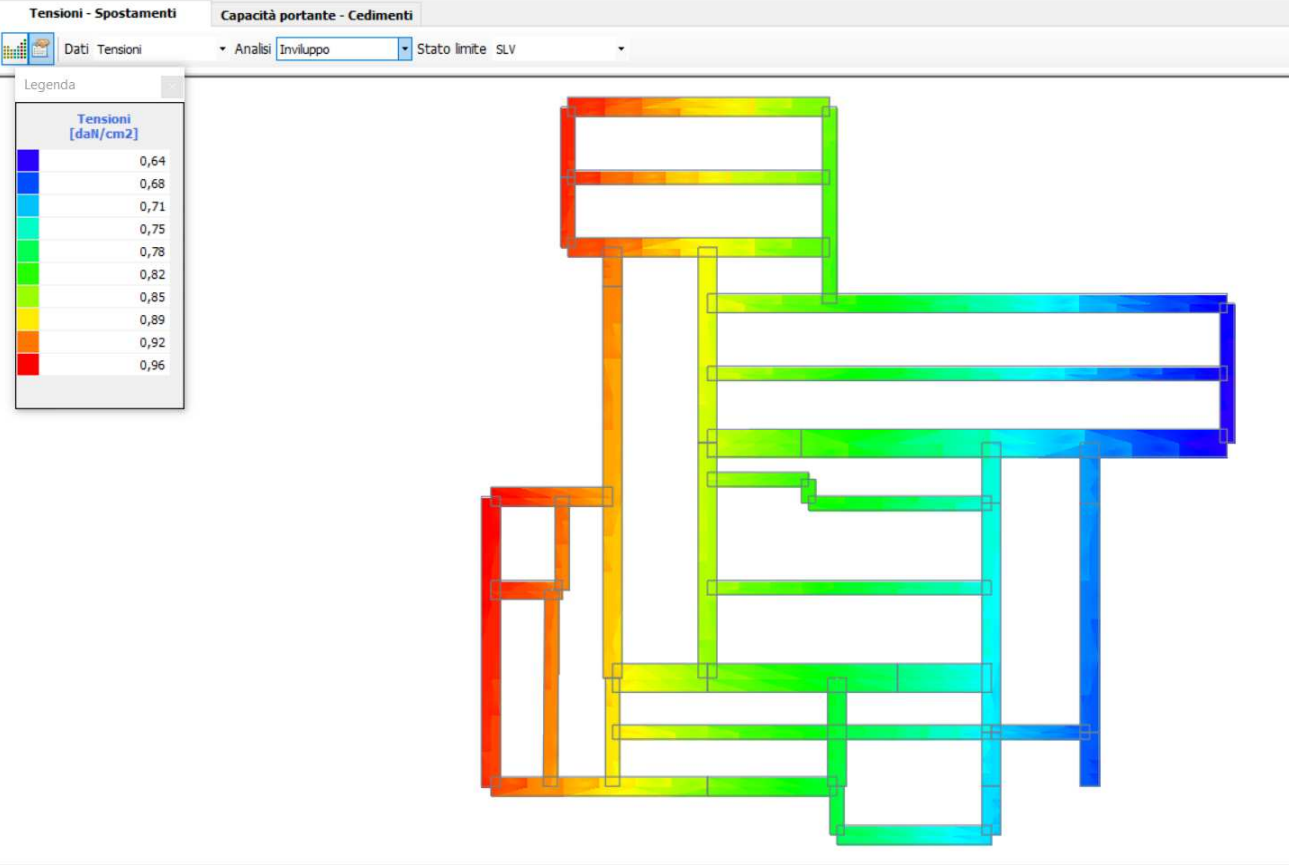 Tensioni - Spostamenti
Capacità portante - Cedimenti
Dati Tensioni Analisi Inviluppo Stato limite SLV
Legenda
Tensioni
[daN/cm2]
0,64
0,68
0,71
0,75
0,78
0,82
0,85
0,89
0,92
0,96